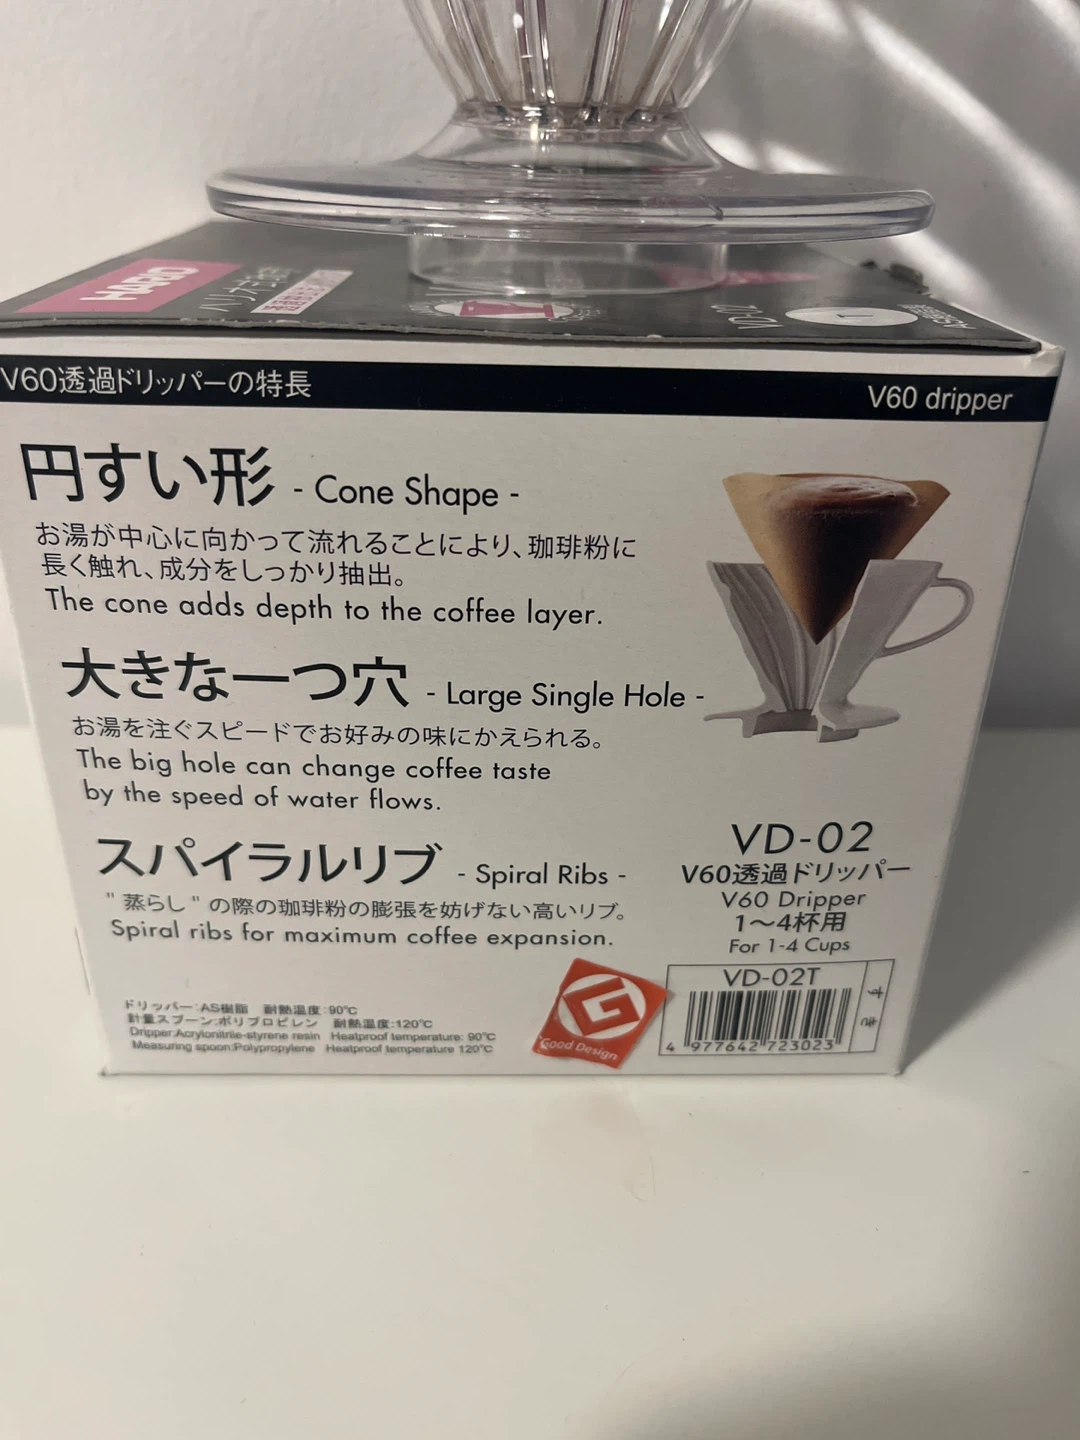 HARIO
VD-02
V60透過ドリッパーの特長
V60 dripper
円すい形 - Cone Shape -
お湯が中心に向かって流れることにより、珈琲粉に
長く触れ、成分をしっかり抽出。
The cone adds depth to the coffee layer.
大きな一つ穴 - Large Single Hole -
お湯を注ぐスピードでお好みの味にかえられる。
The big hole can change coffee taste
by the speed of water flows.
スパイラルリブ - Spiral Ribs -
"蒸らし"の際の珈琲粉の膨張を妨げない高いリブ。
Spiral ribs for maximum coffee expansion.
VD-02
V60透過ドリッパー
V60 Dripper
1〜4杯用
For 1-4 Cups
VD-02T
4 977642 723023
ドリッパー:AS樹脂 耐熱温度:90℃
計量スプーン:ポリプロピレン 耐熱温度:120℃
Dripper:Acrylonitrile-styrene resin Heatproof temperature: 90℃
Measuring spoon:Polypropylene Heatproof temperature 120℃
G
Good Design